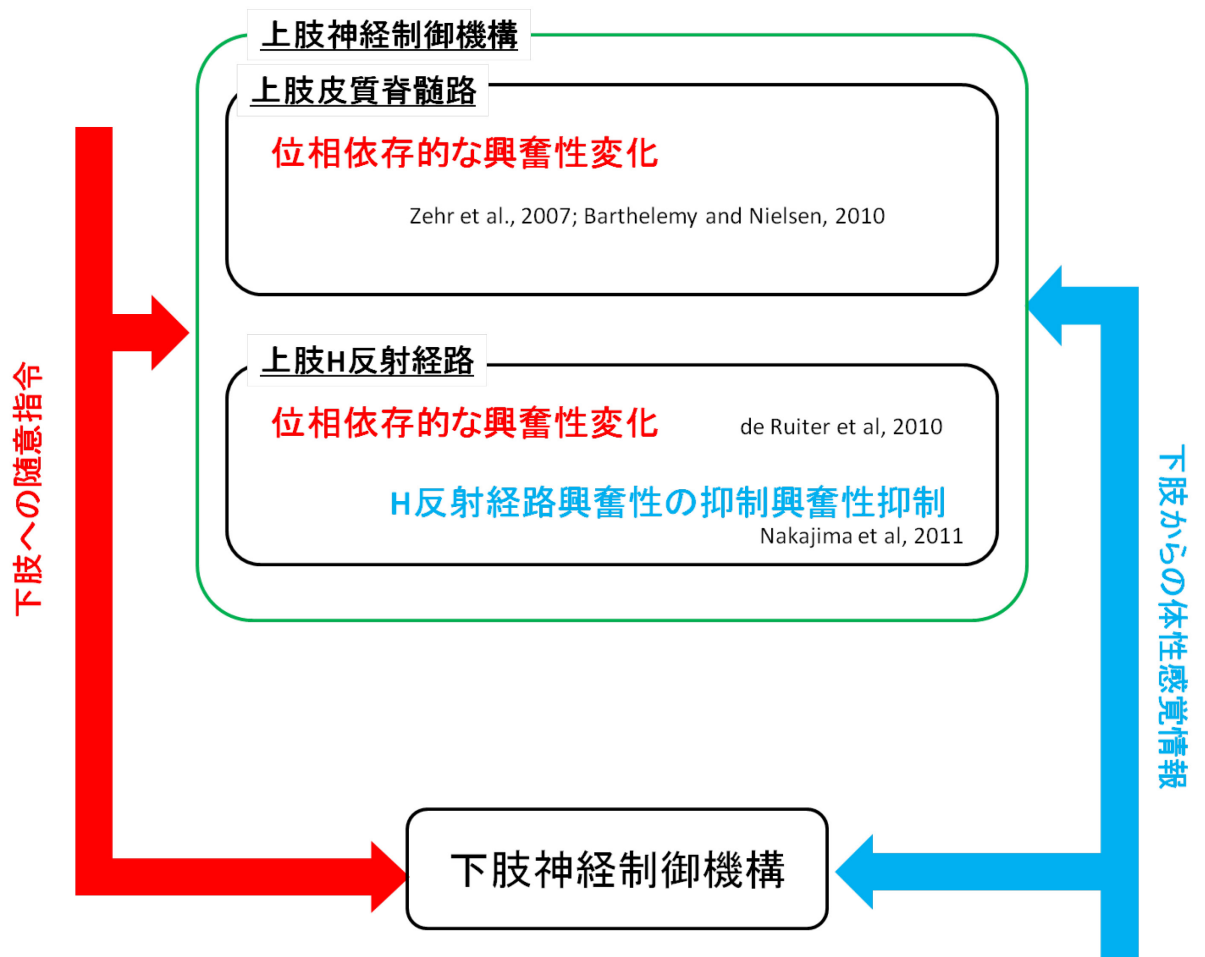 上肢神経制御機構
上肢皮質脊髄路
位相依存的な興奮性変化
Zehr et al., 2007; Barthelemy and Nielsen, 2010
上肢H反射経路
位相依存的な興奮性変化
de Ruiter et al, 2010
H反射経路興奮性の抑制興奮性抑制
Nakajima et al, 2011
下肢への随意指令
下肢からの体性感覚情報
下肢神経制御機構